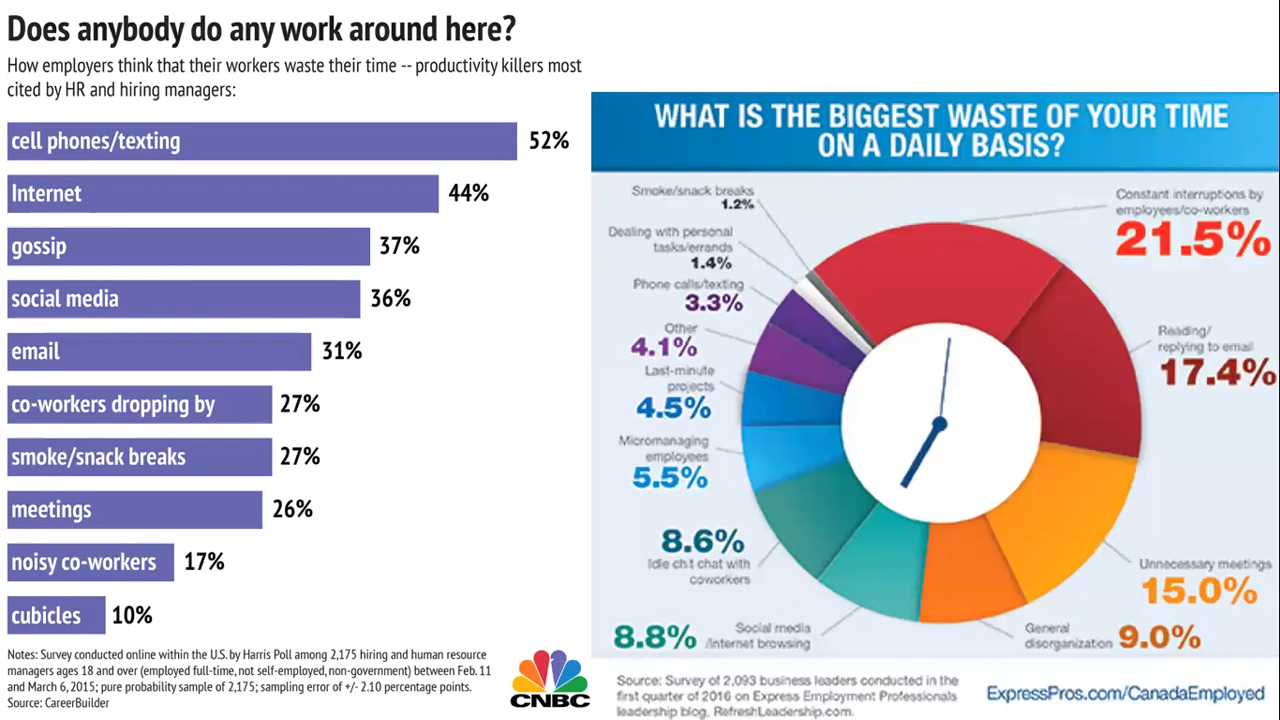 Does anybody do any work around here?
How employers think that their workers waste their time -- productivity killers most
cited by HR and hiring managers:
cell phones/texting 52%
Internet 44%
gossip 37%
social media 36%
email 31%
co-workers dropping by 27%
smoke/snack breaks 27%
meetings 26%
noisy co-workers 17%
cubicles 10%
Notes: Survey conducted online within the U.S. by Harris Poll among 2,175 hiring and human resource
managers ages 18 and over (employed full-time, not self-employed, non-government) between Feb. 11
and March 6, 2015; pure probability sample of 2,175; sampling error of +/- 2.10 percentage points.
Source: CareerBuilder
CNBC
WHAT IS THE BIGGEST WASTE OF YOUR TIME
ON A DAILY BASIS?
Smoke/snack breaks
1.2%
Dealing with personal
tasks/errands
1.4%
Phone calls/texting
3.3%
Other
4.1%
Last-minute
projects
4.5%
Micromanaging
employees
5.5%
8.6%
Idle chit chat with
coworkers
8.8% Social media
/internet browsing
Constant interruptions by
employees/co-workers
21.5%
Reading/
replying to email
17.4%
Unnecessary meetings
15.0%
General
disorganization 9.0%
Source: Survey of 2,093 business leaders conducted in the
first quarter of 2016 on Express Employment Professionals
leadership blog, RefreshLeadership.com.
ExpressPros.com/CanadaEmployed